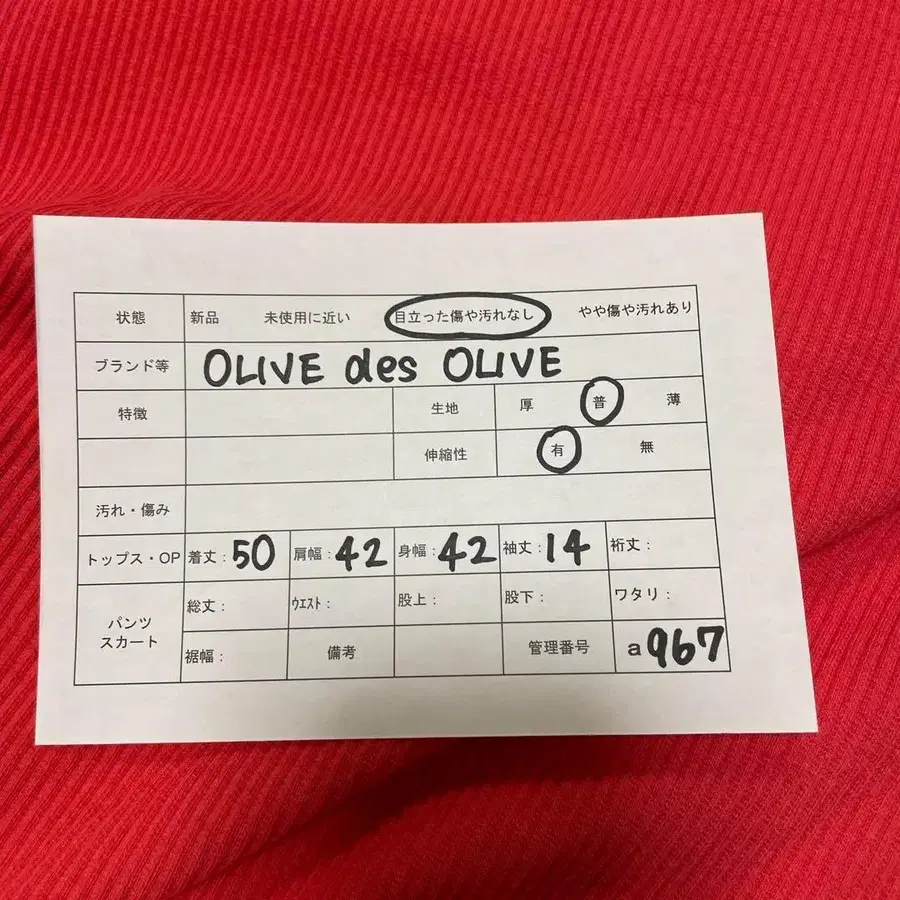 状態 新品 未使用に近い 目立った傷や汚れなし やや傷や汚れあり
ブランド等 OLIVE des OLIVE
特徴 生地 厚 普 薄
伸縮性 有 無
汚れ・傷み
トップス・OP 着丈：50 肩幅：42 身幅：42 袖丈：14 裄丈：
パンツ スカート 総丈： ウエスト： 股上： 股下： ワタリ：
裾幅： 備考 管理番号 a967